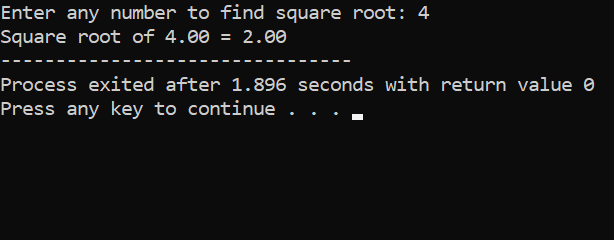 Enter any number to find square root: 4
Square root of 4.00 = 2.00
--------------------------------
Process exited after 1.896 seconds with return value 0
Press any key to continue . . .